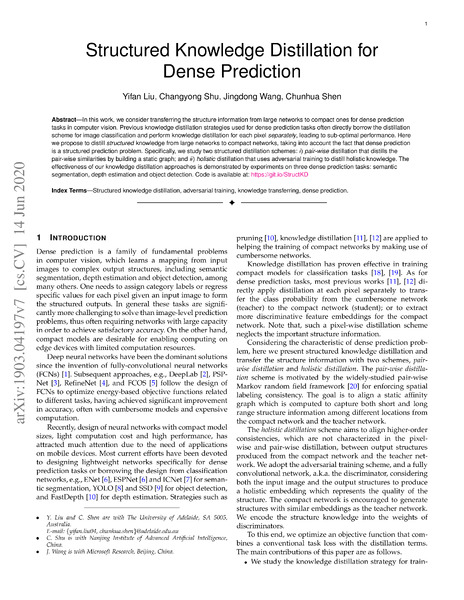 1
Structured Knowledge Distillation for
Dense Prediction
Yifan Liu, Changyong Shu, Jingdong Wang, Chunhua Shen
Abstract—In this work, we consider transferring the structure information from large networks to compact ones for dense prediction
tasks in computer vision. Previous knowledge distillation strategies used for dense prediction tasks often directly borrow the distillation
scheme for image classification and perform knowledge distillation for each pixel separately, leading to sub-optimal performance. Here
we propose to distill structured knowledge from large networks to compact networks, taking into account the fact that dense prediction
is a structured prediction problem. Specifically, we study two structured distillation schemes: i) pair-wise distillation that distills the
pair-wise similarities by building a static graph; and ii) holistic distillation that uses adversarial training to distill holistic knowledge. The
effectiveness of our knowledge distillation approaches is demonstrated by experiments on three dense prediction tasks: semantic
segmentation, depth estimation and object detection. Code is available at: https://git.io/StructKD
Index Terms—Structured knowledge distillation, adversarial training, knowledge transferring, dense prediction.
arXiv:1903.04197v7 [cs.CV] 14 Jun 2020
1 INTRODUCTION
Dense prediction is a family of fundamental problems
in computer vision, which learns a mapping from input
images to complex output structures, including semantic
segmentation, depth estimation and object detection, among
many others. One needs to assign category labels or regress
specific values for each pixel given an input image to form
the structured outputs. In general these tasks are signifi-
cantly more challenging to solve than image-level prediction
problems, thus often requiring networks with large capacity
in order to achieve satisfactory accuracy. On the other hand,
compact models are desirable for enabling computing on
edge devices with limited computation resources.
Deep neural networks have been the dominant solutions
since the invention of fully-convolutional neural networks
(FCNs) [1]. Subsequent approaches, e.g., DeepLab [2], PSP-
Net [3], RefineNet [4], and FCOS [5] follow the design of
FCNs to optimize energy-based objective functions related
to different tasks, having achieved significant improvement
in accuracy, often with cumbersome models and expensive
computation.
Recently, design of neural networks with compact model
sizes, light computation cost and high performance, has
attracted much attention due to the need of applications
on mobile devices. Most current efforts have been devoted
to designing lightweight networks specifically for dense
prediction tasks or borrowing the design from classification
networks, e.g., ENet [6], ESPNet [6] and ICNet [7] for se-
mantic segmentation, YOLO [8] and SSD [9] for object detection,
and FastDepth [10] for depth estimation. Strategies such as
• Y. Liu and C. Shen are with The University of Adelaide, SA 5005,
Australia.
E-mail: {yifan.liu04, chunhua.shen}@adelaide.edu.au
• C. Shu is with Nanjing Institute of Advanced Artificial Intelligence,
China.
• J. Wang is with Microsoft Research, Beijing, China.
pruning [10], knowledge distillation [11], [12] are applied to
helping the training of compact networks by making use of
cumbersome networks.
Knowledge distillation has proven effective in training
compact models for classification tasks [18], [19]. As for
dense prediction tasks, most previous works [11], [12]
directly apply distillation at each pixel separately to trans-
fer the class probability from the cumbersome network
(teacher) to the compact network (student); or to extract
more discriminative feature embeddings for the compact
network. Note that, such a pixel-wise distillation scheme
neglects the important structure information.
Considering the characteristic of dense prediction prob-
lem, here we present structured knowledge distillation and
transfer the structure information with two schemes, pair-
wise distillation and holistic distillation. The pair-wise distilla-
tion scheme is motivated by the widely-studied pair-wise
Markov random field framework [20] for enforcing spatial
labeling consistency. The goal is to align a static affinity
graph which is computed to capture both short and long
range structure information among different locations from
the compact network and the teacher network.
The holistic distillation scheme aims to align higher-order
consistencies, which are not characterized in the pixel-
wise and pair-wise distillation, between output structures
produced from the compact network and the teacher net-
work. We adopt the adversarial training scheme, and a fully
convolutional network, a.k.a. the discriminator, considering
both the input image and the output structures to produce
a holistic embedding which represents the quality of the
structure. The compact network is encouraged to generate
structures with similar embeddings as the teacher network.
We encode the structure knowledge into the weights of
discriminators.
To this end, we optimize an objective function that com-
bines a conventional task loss with the distillation terms.
The main contributions of this paper are as follows.
• We study the knowledge distillation strategy for train-